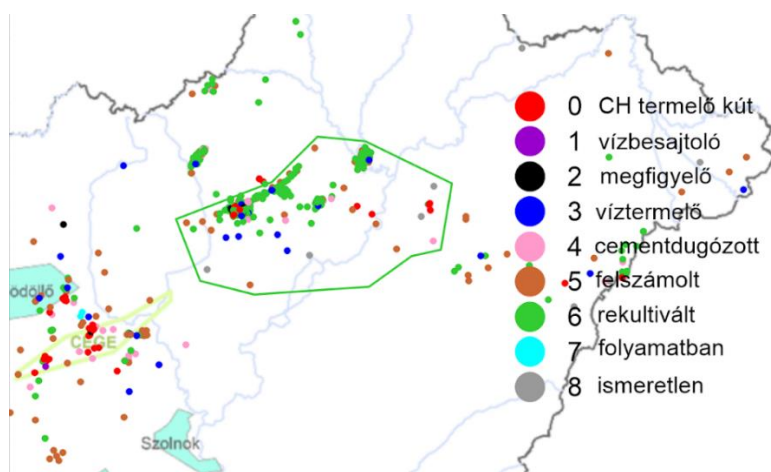 0 CH termelő kút
1 vízbesajtoló
2 megfigyelő
3 víztermelő
4 cementdugózott
5 felszámolt
6 rekultivált
7 folyamatban
8 ismeretlen
ödöllő
CEGE
Szolnok